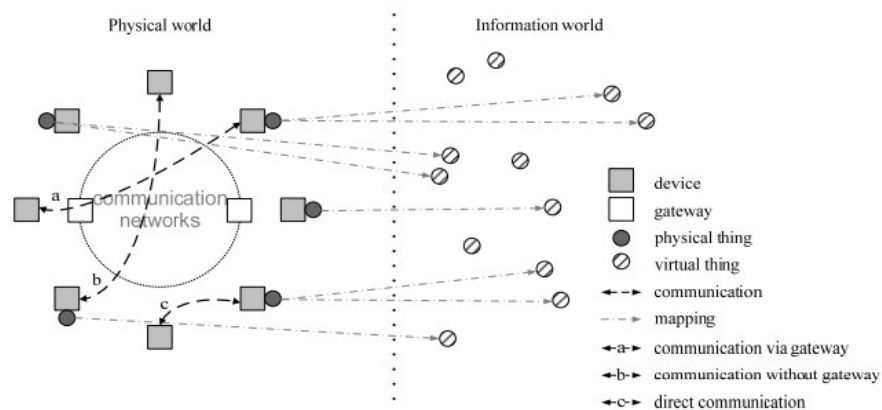 Physical world
Information world
a
communication
networks
b
c
device
gateway
physical thing
virtual thing
communication
mapping
a communication via gateway
b communication without gateway
c direct communication